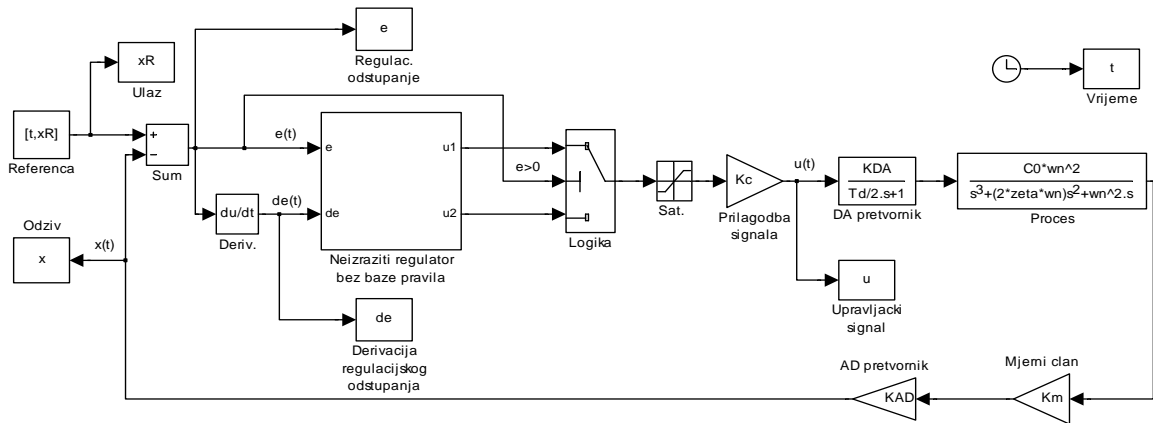 e
Regulac.
odstupanje
xR
Ulaz
t
Vrijeme
[t,xR]
Referenca
+
−
Sum
e(t)
e
u1
de
u2
Neizraziti regulator
bez baze pravila
e>0
Logika
Sat.
Kc
Prilagodba
signala
u(t)
KDA
Td/2.s+1
DA pretvornik
C0*wn^2
s³+(2*zeta*wn)s²+wn^2.s
Proces
du/dt
Deriv.
de(t)
Odziv
x
x(t)
de
Derivacija
regulacijskog
odstupanja
u
Upravljacki
signal
AD pretvornik
KAD
Mjerni clan
Km